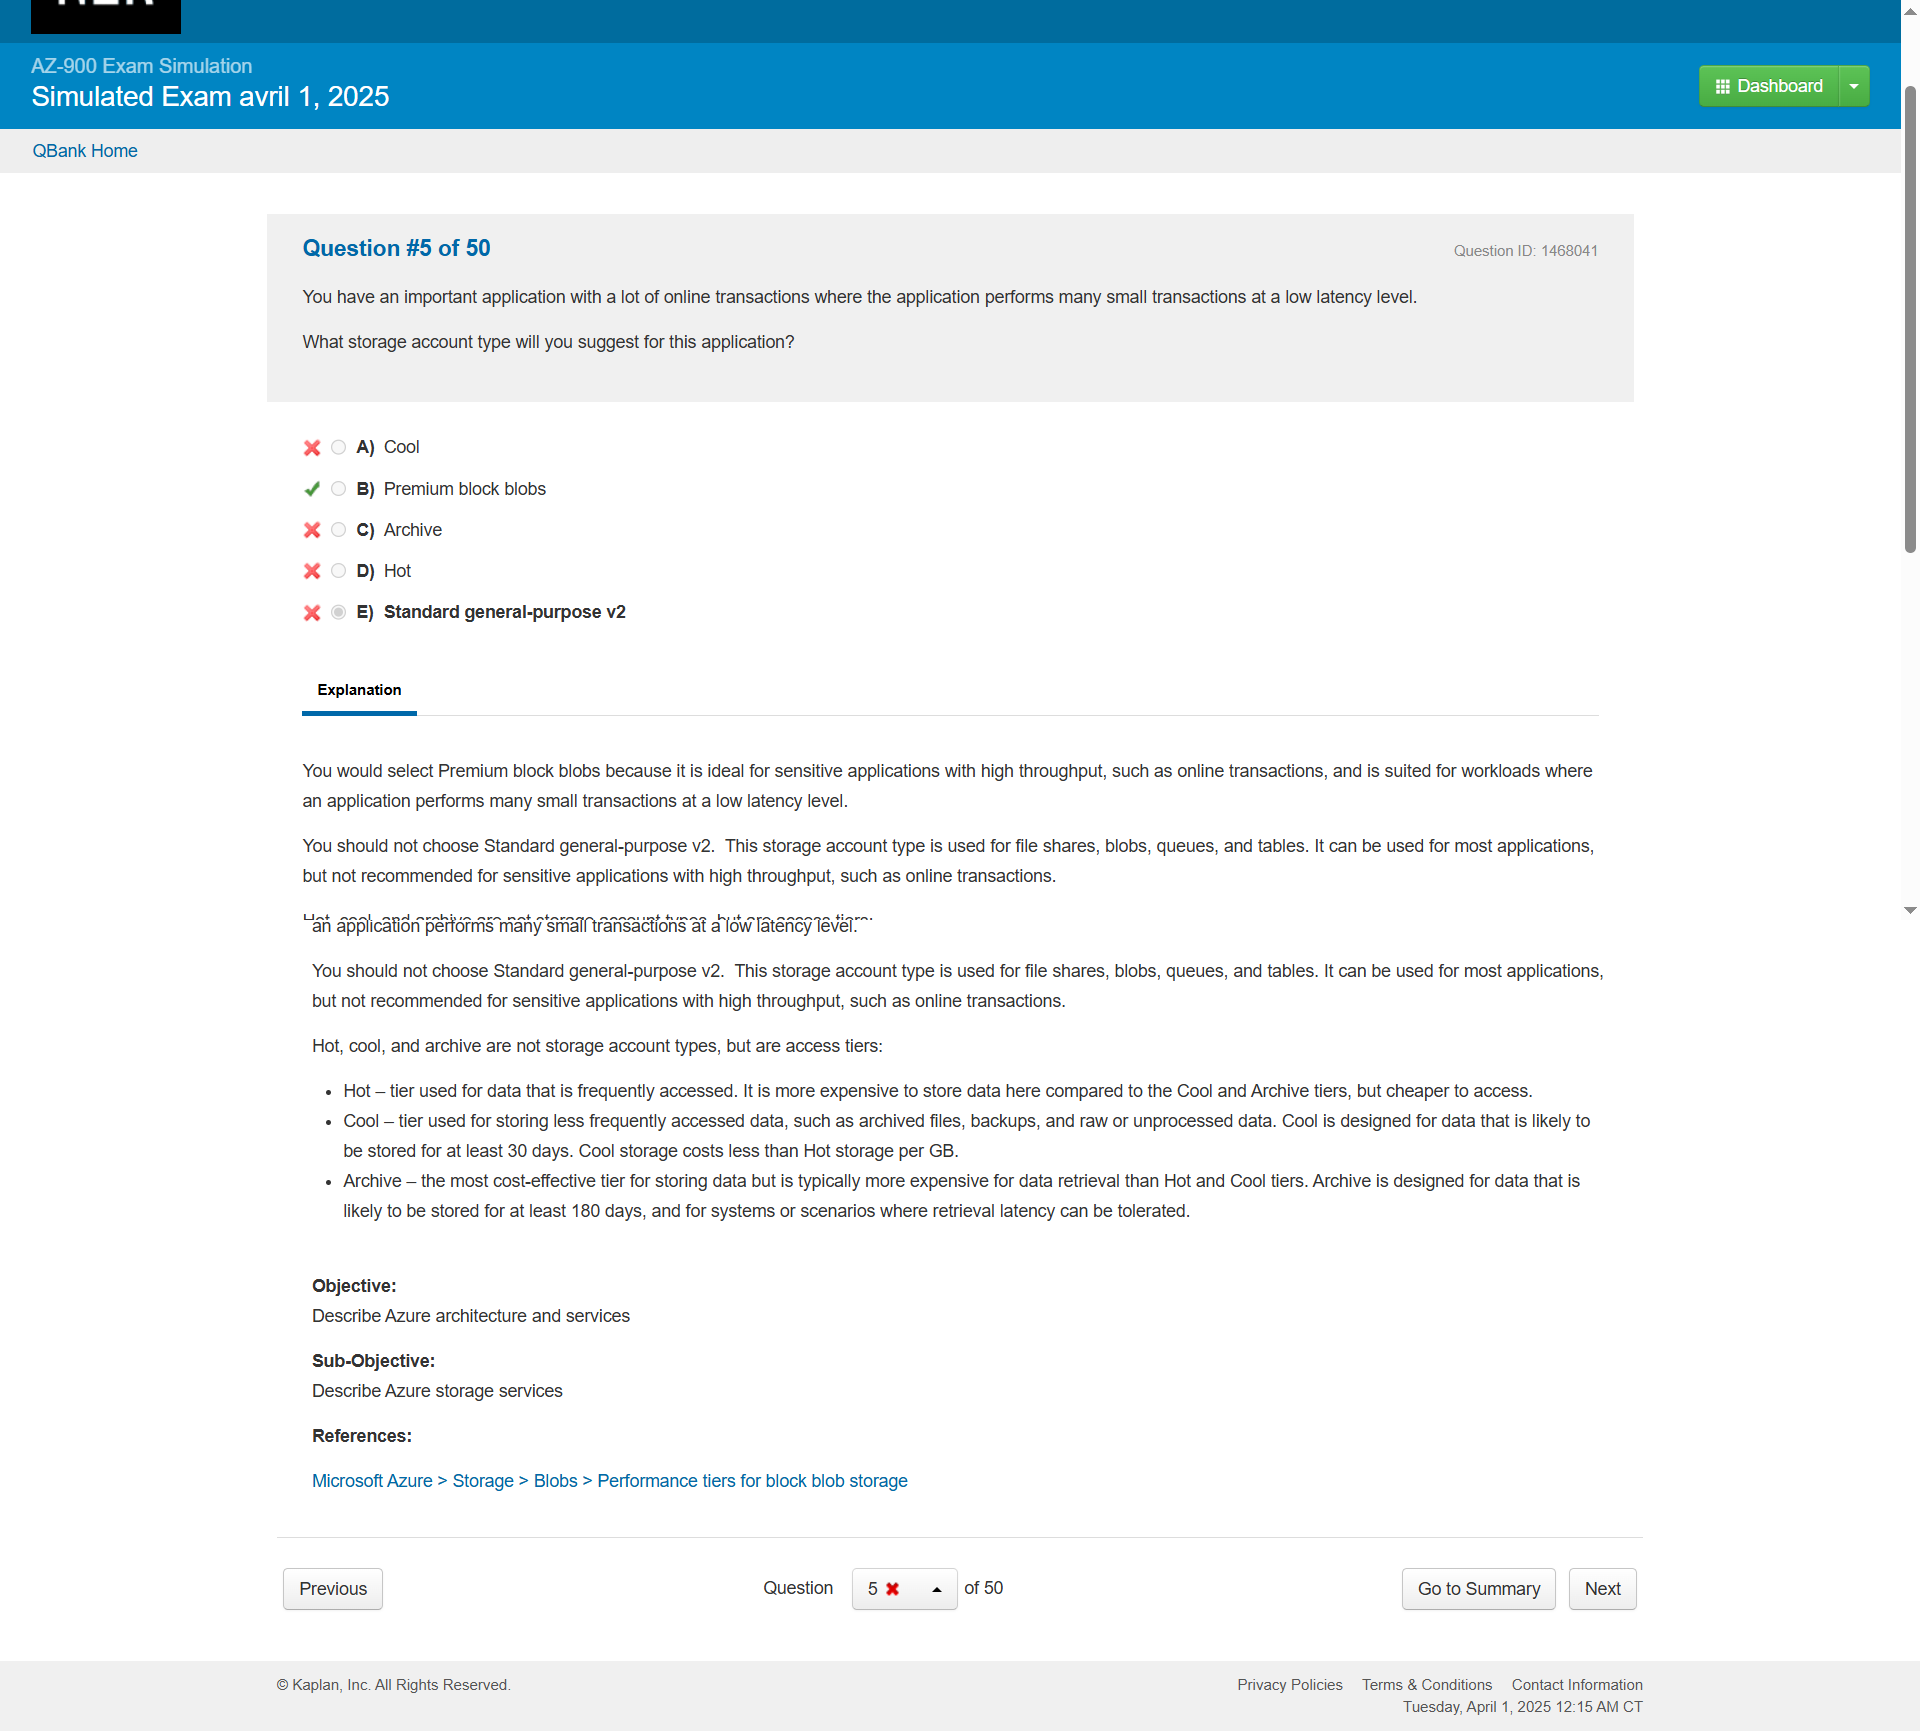 AZ-900 Exam Simulation
Simulated Exam avril 1, 2025
Dashboard
QBank Home
Question #5 of 50
Question ID: 1468041
You have an important application with a lot of online transactions where the application performs many small transactions at a low latency level.
What storage account type will you suggest for this application?
A) Cool
B) Premium block blobs
C) Archive
D) Hot
E) Standard general-purpose v2
Explanation
You would select Premium block blobs because it is ideal for sensitive applications with high throughput, such as online transactions, and is suited for workloads where
an application performs many small transactions at a low latency level.
You should not choose Standard general-purpose v2.  This storage account type is used for file shares, blobs, queues, and tables. It can be used for most applications,
but not recommended for sensitive applications with high throughput, such as online transactions.
Hot, cool, and archive are not storage account types, but are access tiers:
an application performs many small transactions at a low latency level.
You should not choose Standard general-purpose v2.  This storage account type is used for file shares, blobs, queues, and tables. It can be used for most applications,
but not recommended for sensitive applications with high throughput, such as online transactions.
Hot, cool, and archive are not storage account types, but are access tiers:
• Hot – tier used for data that is frequently accessed. It is more expensive to store data here compared to the Cool and Archive tiers, but cheaper to access.
• Cool – tier used for storing less frequently accessed data, such as archived files, backups, and raw or unprocessed data. Cool is designed for data that is likely to
be stored for at least 30 days. Cool storage costs less than Hot storage per GB.
• Archive – the most cost-effective tier for storing data but is typically more expensive for data retrieval than Hot and Cool tiers. Archive is designed for data that is
likely to be stored for at least 180 days, and for systems or scenarios where retrieval latency can be tolerated.
Objective:
Describe Azure architecture and services
Sub-Objective:
Describe Azure storage services
References:
Microsoft Azure > Storage > Blobs > Performance tiers for block blob storage
Previous
Question 5 of 50
Go to Summary
Next
© Kaplan, Inc. All Rights Reserved.
Privacy Policies Terms & Conditions Contact Information
Tuesday, April 1, 2025 12:15 AM CT